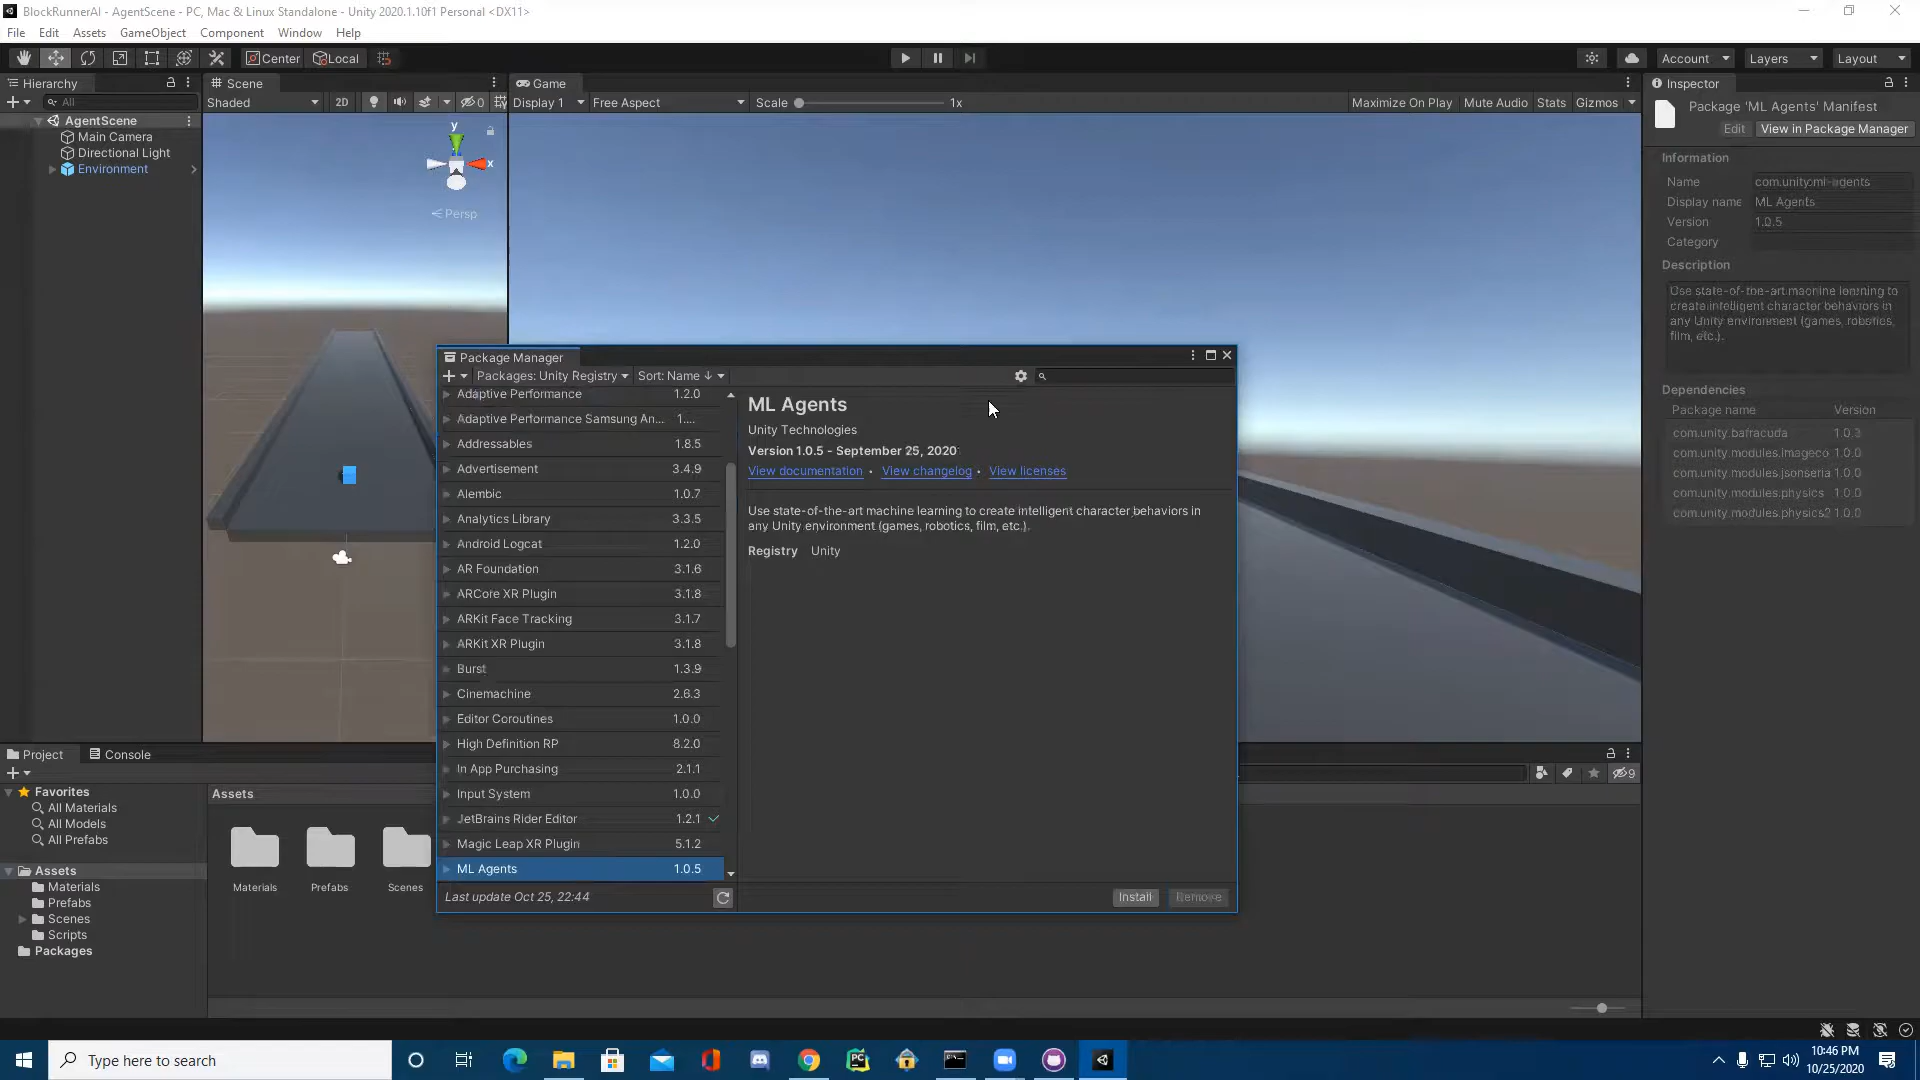 BlockRunnerAI - AgentScene - PC, Mac & Linux Standalone - Unity 2020.1.10f1 Personal <DX11>
File Edit Assets GameObject Component Window Help
Center Local Account Layers Layout
Hierarchy Scene Game Inspector
All Shaded 2D 0 Display 1 Free Aspect Scale 1x Maximize On Play Mute Audio Stats Gizmos
Package 'ML Agents' Manifest
Edit View in Package Manager
AgentScene
Main Camera
Directional Light
Environment
y
x
Persp
Information
Name com.unity.ml-agents
Display name ML Agents
Version 1.0.5
Category
Description
Use state-of-the-art machine learning to
create intelligent character behaviors in
any Unity environment (games, robotics,
film, etc.).
Dependencies
Package name Version
com.unity.barracuda 1.0.3
com.unity.modules.imageco 1.0.0
com.unity.modules.jsonseria 1.0.0
com.unity.modules.physics 1.0.0
com.unity.modules.physics2 1.0.0
Package Manager
Packages: Unity Registry Sort: Name ↓
Adaptive Performance 1.2.0
Adaptive Performance Samsung An... 1....
Addressables 1.8.5
Advertisement 3.4.9
Alembic 1.0.7
Analytics Library 3.3.5
Android Logcat 1.2.0
AR Foundation 3.1.6
ARCore XR Plugin 3.1.8
ARKit Face Tracking 3.1.7
ARKit XR Plugin 3.1.8
Burst 1.3.9
Cinemachine 2.6.3
Editor Coroutines 1.0.0
High Definition RP 8.2.0
In App Purchasing 2.1.1
Input System 1.0.0
JetBrains Rider Editor 1.2.1
Magic Leap XR Plugin 5.1.2
ML Agents 1.0.5
Last update Oct 25, 22:44
ML Agents
Unity Technologies
Version 1.0.5 - September 25, 2020
View documentation • View changelog • View licenses
Use state-of-the-art machine learning to create intelligent character behaviors in
any Unity environment (games, robotics, film, etc.).
Registry Unity
Install Remove
Project Console
9
Favorites
All Materials
All Models
All Prefabs
Assets
Materials
Prefabs
Scenes
Scripts
Packages
Assets
Materials Prefabs Scenes
Type here to search
10:46 PM
10/25/2020